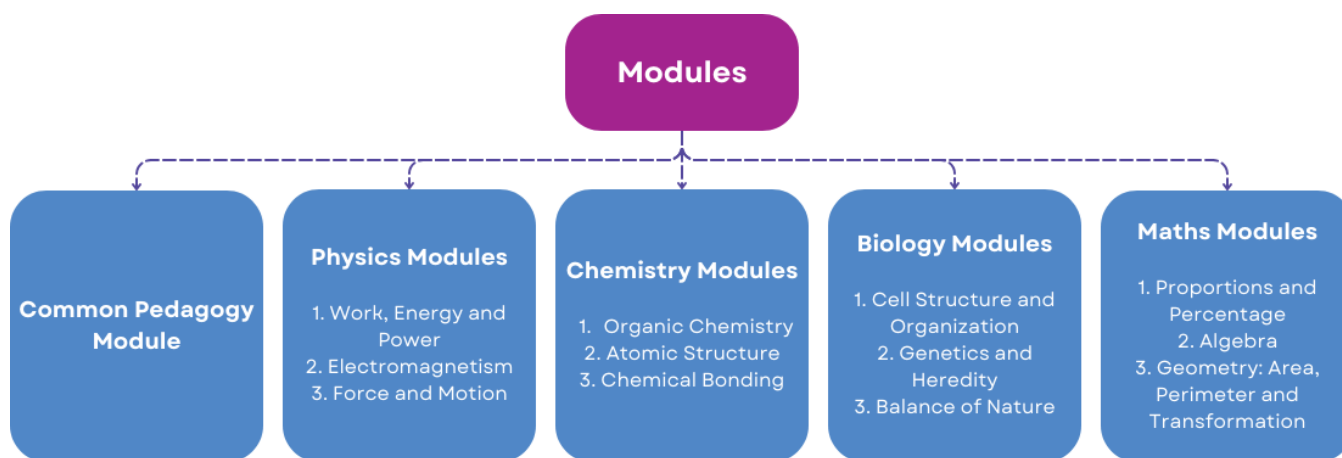 Modules
Common Pedagogy
Module
Physics Modules
1. Work, Energy and
Power
2. Electromagnetism
3. Force and Motion
Chemistry Modules
1. Organic Chemistry
2. Atomic Structure
3. Chemical Bonding
Biology Modules
1. Cell Structure and
Organization
2. Genetics and
Heredity
3. Balance of Nature
Maths Modules
1. Proportions and
Percentage
2. Algebra
3. Geometry: Area,
Perimeter and
Transformation